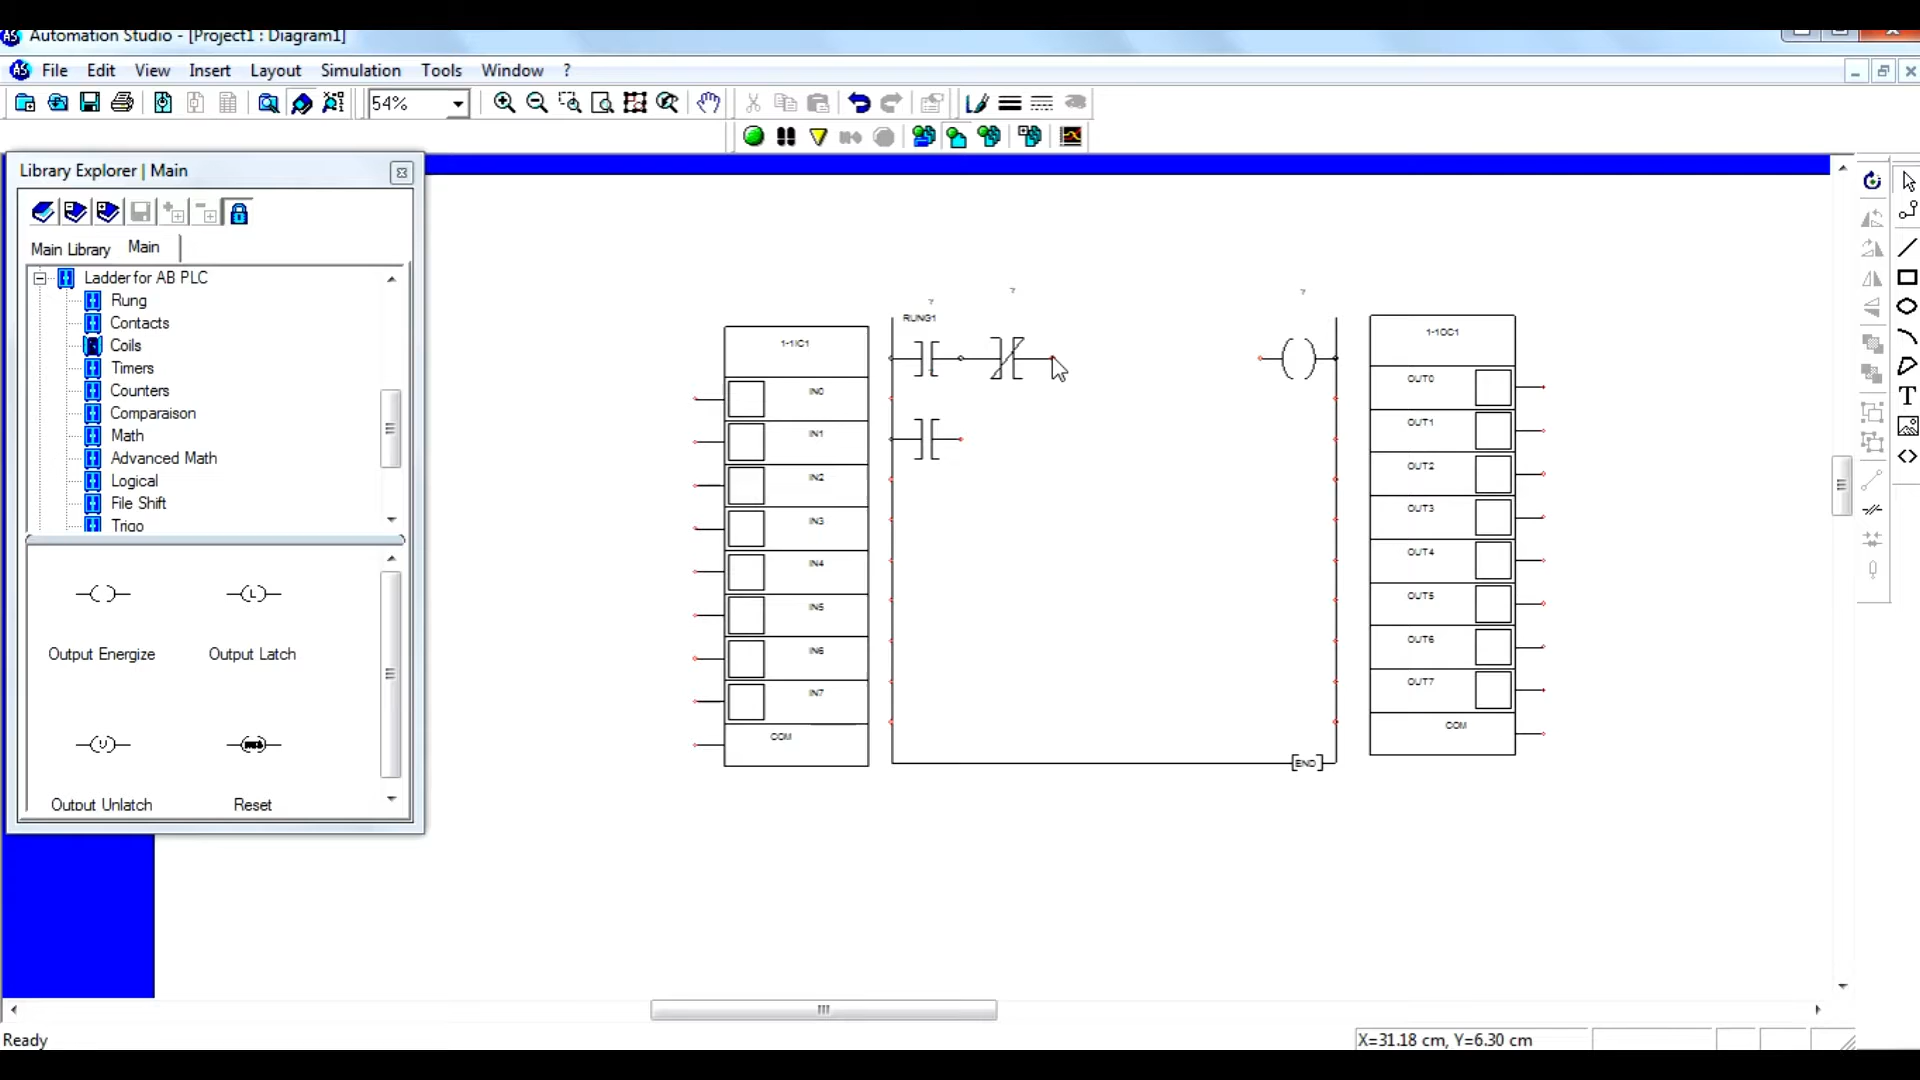 Automation Studio - [Project1 : Diagram1]
File Edit View Insert Layout Simulation Tools Window ?
54%
Library Explorer | Main
Main Library Main
Ladder for AB PLC
Rung
Contacts
Coils
Timers
Counters
Comparaison
Math
Advanced Math
Logical
File Shift
Trigo
Output Energize
Output Latch
Output Unlatch
Reset
1-1IC1
IN0
IN1
IN2
IN3
IN4
IN5
IN6
IN7
COM
?
?
?
RUNG1
END
1-1OC1
OUT0
OUT1
OUT2
OUT3
OUT4
OUT5
OUT6
OUT7
COM
Ready
X=31.18 cm, Y=6.30 cm